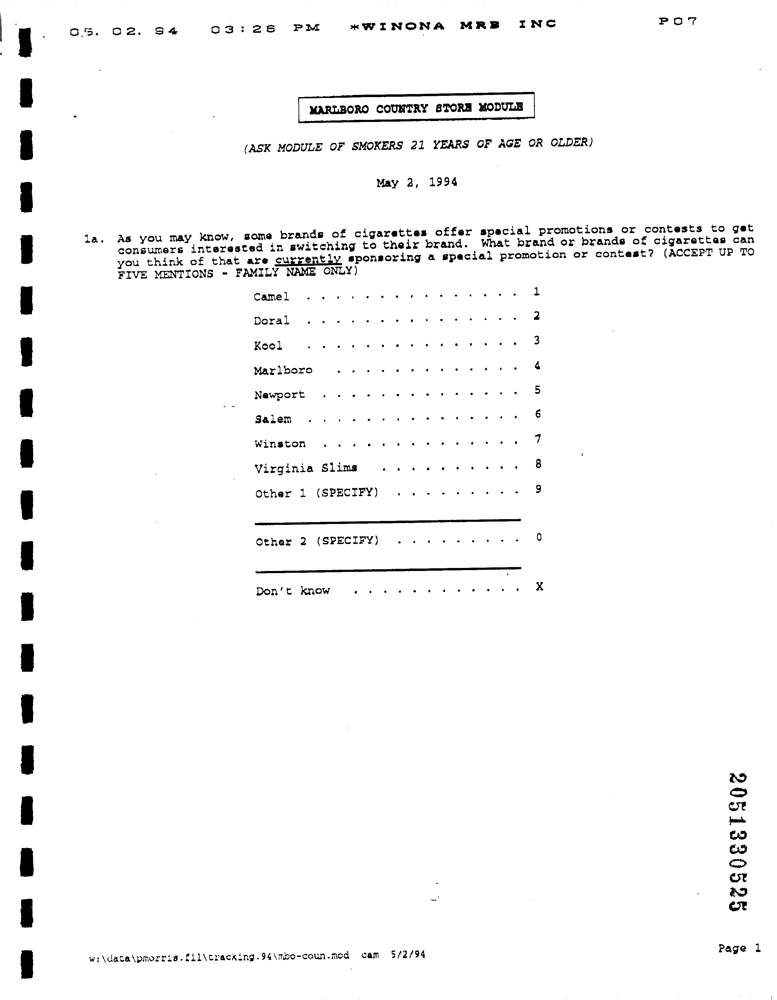 05. 02. 94 03:26 PM *WINONA MRB INC P07
MARLBORO COUNTRY STORE MODULE
(ASK MODULE OF SMOKERS 21 YEARS OF AGE OR OLDER)
May 2, 1994
1a. As you may know, some brands of cigarettes offer special promotions or contests to get
consumers interested in switching to their brand. What brand or brands of cigarettes can
you think of that are currently sponsoring a special promotion or contest? (ACCEPT UP TO
FIVE MENTIONS - FAMILY NAME ONLY)
Camel . . . . . . . . . . . . . . . 1
Doral . . . . . . . . . . . . . . . 2
Kool . . . . . . . . . . . . . . . 3
Marlboro . . . . . . . . . . . . . 4
Newport . . . . . . . . . . . . . . 5
Salem . . . . . . . . . . . . . . . 6
Winston . . . . . . . . . . . . . . 7
Virginia Slims . . . . . . . . . . 8
Other 1 (SPECIFY) . . . . . . . . . 9
Other 2 (SPECIFY) . . . . . . . . . 0
Don't know . . . . . . . . . . . . X
2051330525
w:\data\pmorris.fil\tracking.94\mbo-coun.mod cam 5/2/94
Page 1